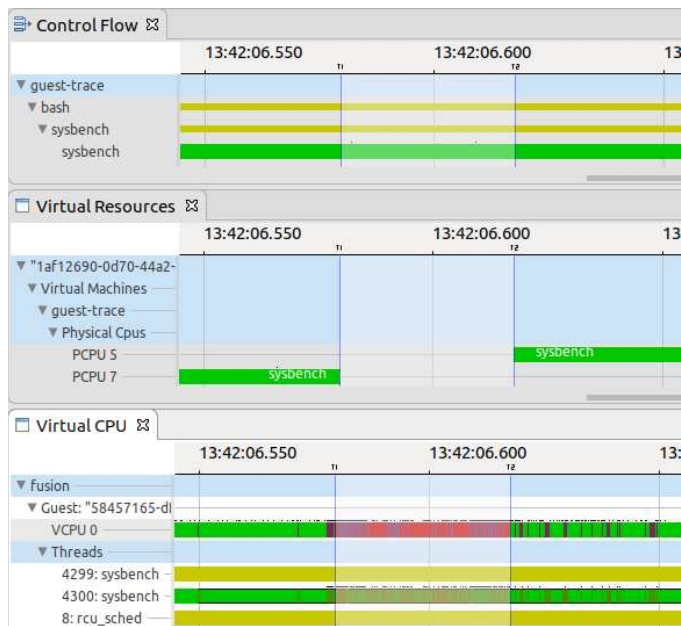 Control Flow
13:42:06.550 13:42:06.600 13
T1 T2
guest-trace
bash
sysbench
sysbench
Virtual Resources
13:42:06.550 13:42:06.600 13
T1 T2
"1af12690-0d70-44a2-
Virtual Machines
guest-trace
Physical Cpus
PCPU 5 sysbench
PCPU 7 sysbench
Virtual CPU
13:42:06.550 13:42:06.600 13:
T1 T2
fusion
Guest: "58457165-d
VCPU 0
Threads
4299: sysbench
4300: sysbench
8: rcu_sched